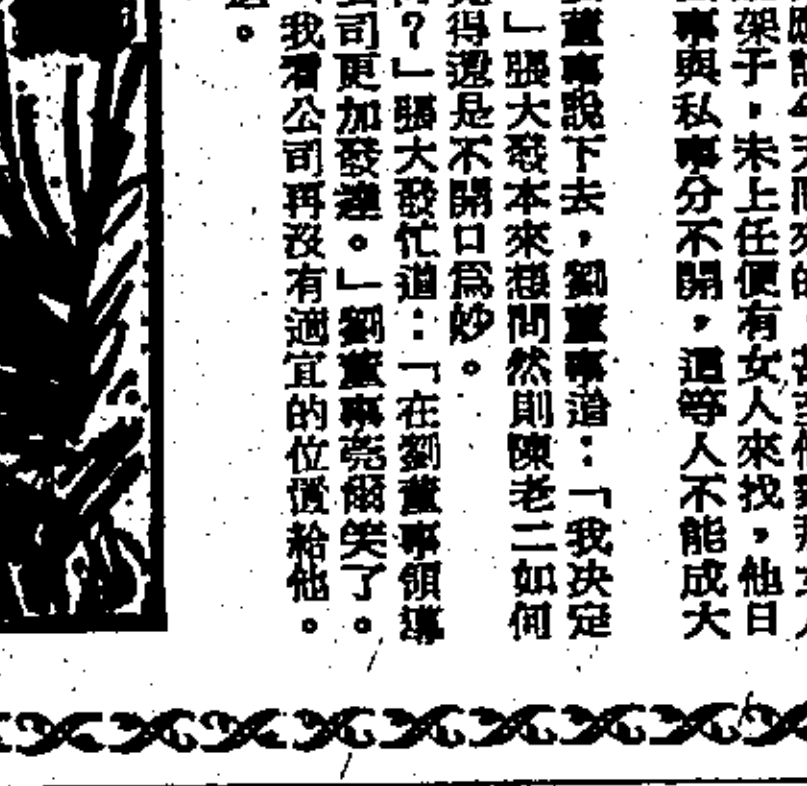 架子，未上任便有女人來找，他日
事與私事分不開，這等人不能成大
董事說下去，劉董事道：「我决定
」張大發本來想問然則陳老二如何
得還是不開口爲妙。
？」張大發忙道：「在劉董事領導
司更加發達。」劉董事莞爾笑了。
我看公司再沒有適宜的位置給他。
。